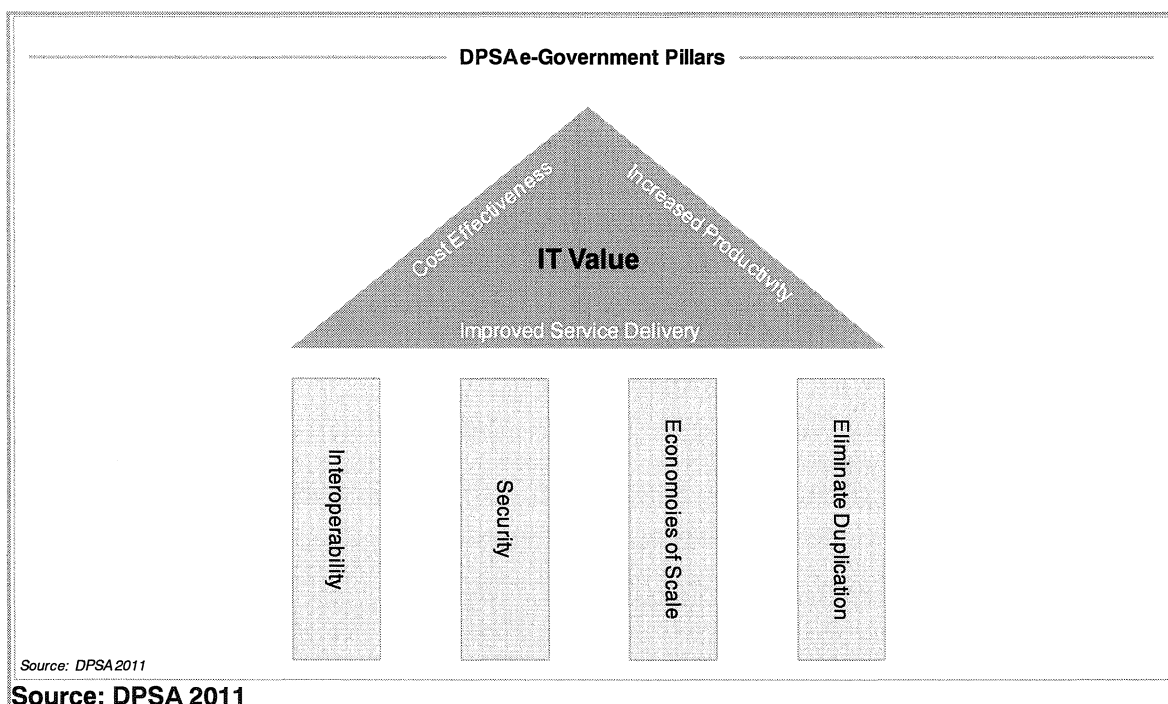 DPSA e-Government Pillars
Cost Effectiveness
Increased Productivity
IT Value
Improved Service Delivery
Interoperability
Security
Economoies of Scale
Eliminate Duplication
Source: DPSA 2011
Source: DPSA 2011